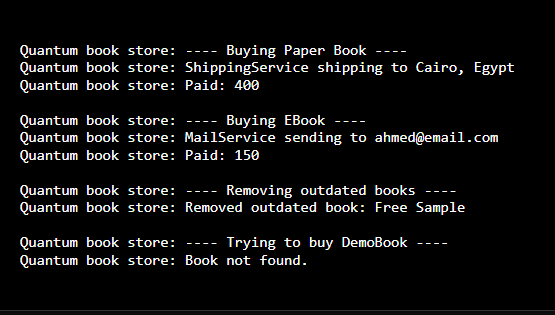 Quantum book store: ---- Buying Paper Book ----
Quantum book store: ShippingService shipping to Cairo, Egypt
Quantum book store: Paid: 400
Quantum book store: ---- Buying EBook ----
Quantum book store: MailService sending to ahmed@email.com
Quantum book store: Paid: 150
Quantum book store: ---- Removing outdated books ----
Quantum book store: Removed outdated book: Free Sample
Quantum book store: ---- Trying to buy DemoBook ----
Quantum book store: Book not found.